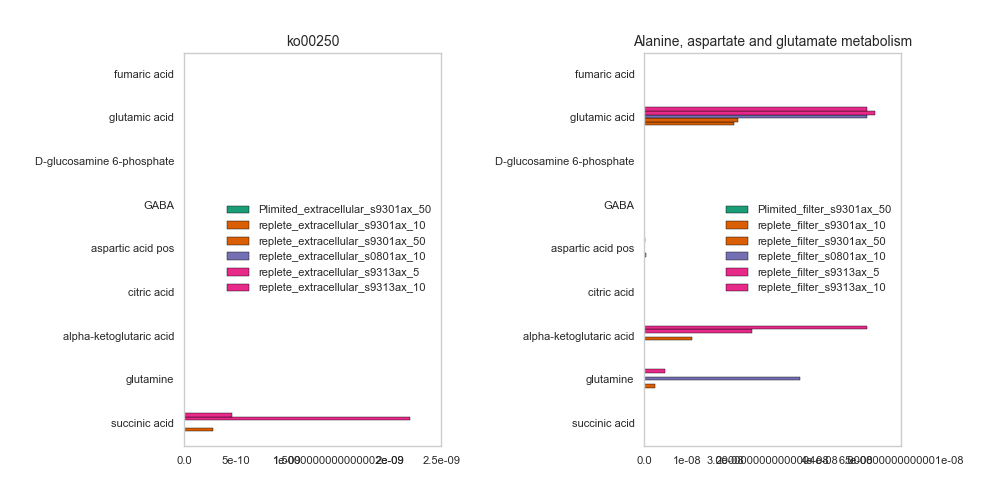 ko00250
Alanine, aspartate and glutamate metabolism
fumaric acid
glutamic acid
D-glucosamine 6-phosphate
GABA
aspartic acid pos
citric acid
alpha-ketoglutaric acid
glutamine
succinic acid
Plimited_extracellular_s9301ax_50
replete_extracellular_s9301ax_10
replete_extracellular_s9301ax_50
replete_extracellular_s0801ax_10
replete_extracellular_s9313ax_5
replete_extracellular_s9313ax_10
0.0
5e-10
2e-09
2.5e-09
fumaric acid
glutamic acid
D-glucosamine 6-phosphate
GABA
aspartic acid pos
citric acid
alpha-ketoglutaric acid
glutamine
succinic acid
Plimited_filter_s9301ax_50
replete_filter_s9301ax_10
replete_filter_s9301ax_50
replete_filter_s0801ax_10
replete_filter_s9313ax_5
replete_filter_s9313ax_10
0.0
1e-08